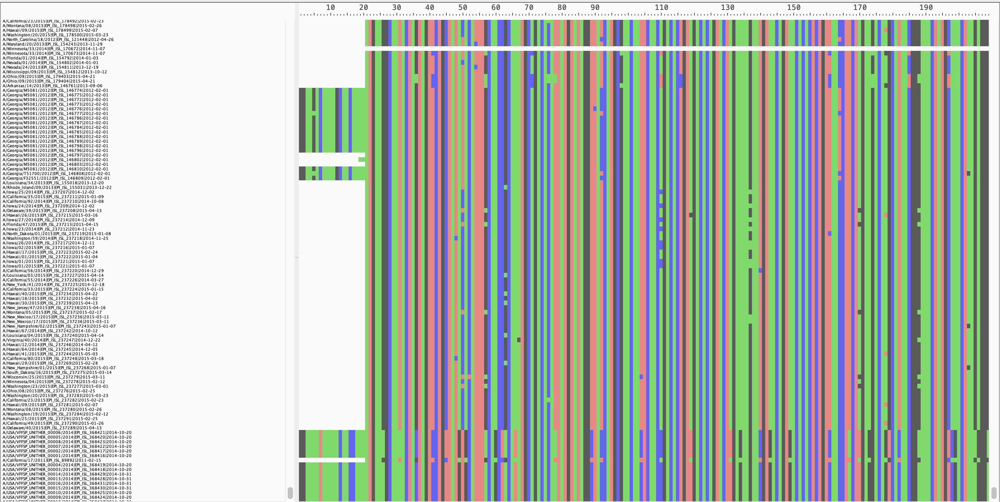 10 20 30 40 50 60 70 80 90 110 130 150 170 190
A/California/23/2015|EPI_ISL_178492|2015-02-23
A/Montana/08/2015|EPI_ISL_178498|2015-02-26
A/Hawaii/09/2015|EPI_ISL_178499|2015-02-07
A/Washington/20/2015|EPI_ISL_178500|2015-03-23
A/North_Carolina/18/2012|EPI_ISL_121448|2012-04-26
A/Maryland/20/2013|EPI_ISL_154243|2013-11-29
A/Minnesota/33/2014|EPI_ISL_170672|2014-11-07
A/Minnesota/33/2014|EPI_ISL_170673|2014-11-07
A/Florida/01/2014|EPI_ISL_154792|2014-01-03
A/Nevada/01/2014|EPI_ISL_154802|2014-01-01
A/Nevada/24/2013|EPI_ISL_154811|2013-12-19
A/Mississippi/09/2013|EPI_ISL_154812|2013-10-12
A/Ohio/09/2015|EPI_ISL_179403|2015-04-21
A/Ohio/09/2015|EPI_ISL_179404|2015-04-21
A/Arkansas/14/2013|EPI_ISL_146761|2013-09-06
A/Georgia/M5081/2012|EPI_ISL_146774|2012-02-01
A/Georgia/M5081/2012|EPI_ISL_146775|2012-02-01
A/Georgia/M5081/2012|EPI_ISL_146772|2012-02-01
A/Georgia/M5081/2012|EPI_ISL_146773|2012-02-01
A/Georgia/M5081/2012|EPI_ISL_146776|2012-02-01
A/Georgia/M5081/2012|EPI_ISL_146777|2012-02-01
A/Georgia/M5081/2012|EPI_ISL_146786|2012-02-01
A/Georgia/M5081/2012|EPI_ISL_146787|2012-02-01
A/Georgia/M5081/2012|EPI_ISL_146784|2012-02-01
A/Georgia/M5081/2012|EPI_ISL_146785|2012-02-01
A/Georgia/M5081/2012|EPI_ISL_146788|2012-02-01
A/Georgia/M5081/2012|EPI_ISL_146789|2012-02-01
A/Georgia/M5081/2012|EPI_ISL_146798|2012-02-01
A/Georgia/M5081/2012|EPI_ISL_146796|2012-02-01
A/Georgia/M5081/2012|EPI_ISL_146797|2012-02-01
A/Georgia/M5081/2012|EPI_ISL_146802|2012-02-01
A/Georgia/M5081/2012|EPI_ISL_146803|2012-02-01
A/Georgia/M5081/2012|EPI_ISL_146810|2012-02-01
A/Georgia/T51700/2012|EPI_ISL_146808|2012-02-01
A/Georgia/F32551/2012|EPI_ISL_146809|2012-02-01
A/Louisiana/34/2013|EPI_ISL_155018|2013-12-20
A/Rhode_Island/09/2013|EPI_ISL_155031|2013-12-22
A/Iowa/25/2014|EPI_ISL_237207|2014-12-02
A/California/35/2015|EPI_ISL_237211|2015-01-09
A/California/92/2014|EPI_ISL_237210|2014-10-08
A/Iowa/24/2014|EPI_ISL_237209|2014-12-02
A/Delaware/39/2015|EPI_ISL_237208|2015-04-13
A/Hawaii/26/2015|EPI_ISL_237215|2015-03-16
A/Iowa/27/2014|EPI_ISL_237214|2014-12-09
A/Florida/47/2015|EPI_ISL_237213|2015-04-15
A/Iowa/23/2014|EPI_ISL_237212|2014-11-23
A/North_Dakota/01/2015|EPI_ISL_237219|2015-01-08
A/Washington/59/2014|EPI_ISL_237218|2014-11-25
A/Iowa/26/2014|EPI_ISL_237217|2014-12-11
A/Iowa/02/2015|EPI_ISL_237216|2015-01-07
A/Hawaii/17/2015|EPI_ISL_237223|2015-02-24
A/Hawaii/01/2015|EPI_ISL_237222|2015-01-04
A/Iowa/01/2015|EPI_ISL_237221|2015-01-07
A/Iowa/01/2015|EPI_ISL_237221|2015-01-07
A/California/56/2014|EPI_ISL_237220|2014-12-29
A/Louisiana/03/2015|EPI_ISL_237227|2015-04-14
A/California/55/2014|EPI_ISL_237226|2014-03-27
A/New_York/41/2014|EPI_ISL_237225|2014-12-18
A/California/33/2015|EPI_ISL_237224|2015-01-15
A/Hawaii/40/2015|EPI_ISL_237234|2015-04-22
A/Hawaii/18/2015|EPI_ISL_237232|2015-04-02
A/Hawaii/30/2015|EPI_ISL_237239|2015-04-13
A/New_Jersey/47/2015|EPI_ISL_237238|2015-04-16
A/Montana/05/2015|EPI_ISL_237237|2015-02-17
A/New_Mexico/17/2015|EPI_ISL_237236|2015-03-11
A/New_Mexico/17/2015|EPI_ISL_237236|2015-03-11
A/New_Hampshire/02/2015|EPI_ISL_237243|2015-01-07
A/Hawaii/67/2014|EPI_ISL_237242|2014-10-12
A/Louisiana/04/2015|EPI_ISL_237240|2015-04-14
A/Virginia/40/2014|EPI_ISL_237247|2014-12-22
A/Hawaii/12/2014|EPI_ISL_237246|2014-04-12
A/Hawaii/64/2014|EPI_ISL_237245|2014-12-05
A/Hawaii/41/2015|EPI_ISL_237244|2015-05-03
A/California/80/2015|EPI_ISL_237248|2015-03-18
A/Hawaii/29/2015|EPI_ISL_237269|2015-02-28
A/New_Hampshire/01/2015|EPI_ISL_237268|2015-01-07
A/South_Dakota/16/2015|EPI_ISL_237275|2015-03-14
A/Wisconsin/25/2015|EPI_ISL_237279|2015-03-11
A/Minnesota/04/2015|EPI_ISL_237278|2015-02-12
A/Washington/23/2015|EPI_ISL_237277|2015-03-01
A/Ohio/08/2015|EPI_ISL_237276|2015-02-25
A/Washington/20/2015|EPI_ISL_237283|2015-03-23
A/California/23/2015|EPI_ISL_237282|2015-02-23
A/Hawaii/09/2015|EPI_ISL_237281|2015-02-07
A/Montana/08/2015|EPI_ISL_237280|2015-02-26
A/Washington/19/2015|EPI_ISL_237284|2015-02-12
A/Hawaii/25/2015|EPI_ISL_237291|2015-02-25
A/California/49/2015|EPI_ISL_237290|2015-01-26
A/Delaware/40/2015|EPI_ISL_237289|2015-04-13
A/USA/VFFSP_UNITHER_00006/2014|EPI_ISL_368421|2014-10-20
A/USA/VFFSP_UNITHER_00005/2014|EPI_ISL_368420|2014-10-20
A/USA/VFFSP_UNITHER_00008/2014|EPI_ISL_368423|2014-10-20
A/USA/VFFSP_UNITHER_00007/2014|EPI_ISL_368422|2014-10-20
A/USA/VFFSP_UNITHER_00002/2014|EPI_ISL_368417|2014-10-20
A/USA/VFFSP_UNITHER_00001/2014|EPI_ISL_368416|2014-10-20
A/California/17/2011|EPI_ISL_89892|2011-02-15
A/USA/VFFSP_UNITHER_00004/2014|EPI_ISL_368419|2014-10-20
A/USA/VFFSP_UNITHER_00003/2014|EPI_ISL_368418|2014-10-20
A/USA/VFFSP_UNITHER_00014/2014|EPI_ISL_368429|2014-10-31
A/USA/VFFSP_UNITHER_00013/2014|EPI_ISL_368428|2014-10-31
A/USA/VFFSP_UNITHER_00016/2014|EPI_ISL_368431|2014-10-31
A/USA/VFFSP_UNITHER_00015/2014|EPI_ISL_368430|2014-10-31
A/USA/VFFSP_UNITHER_00010/2014|EPI_ISL_368425|2014-10-20
A/USA/VFFSP_UNITHER_00009/2014|EPI_ISL_368424|2014-10-20